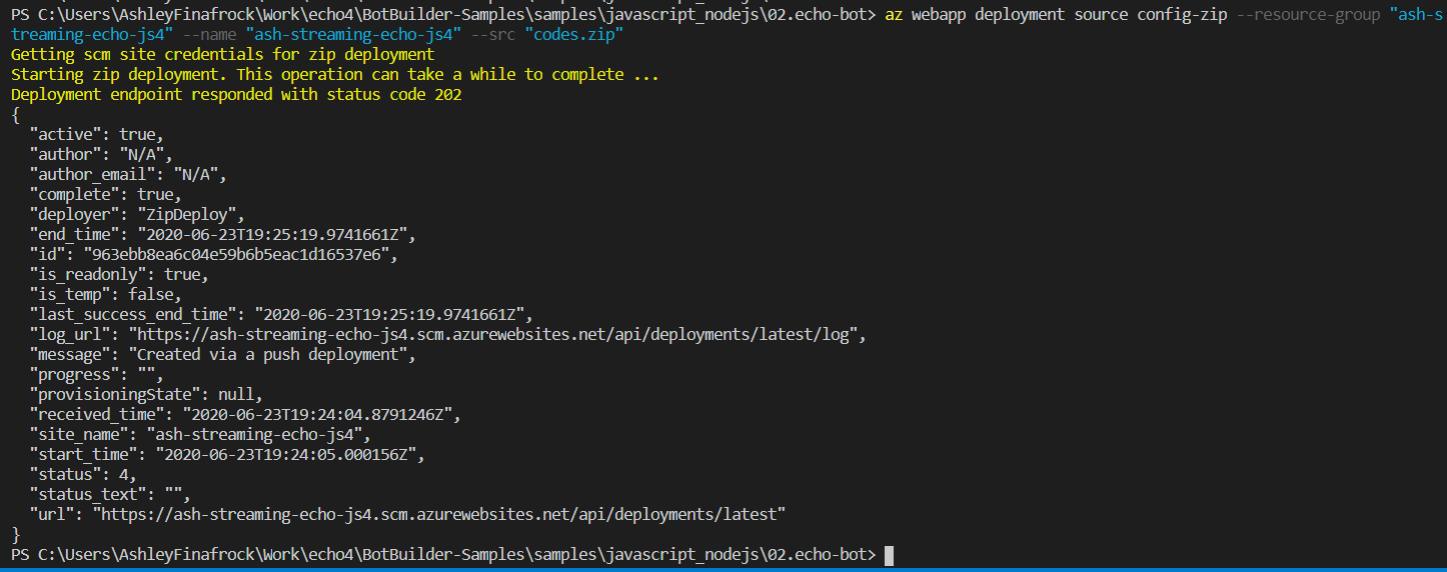 PS C:\Users\AshleyFinafrock\Work\echo4\BotBuilder-Samples\samples\javascript_nodejs\02.echo-bot> az webapp deployment source config-zip --resource-group "ash-s
treaming-echo-js4" --name "ash-streaming-echo-js4" --src "codes.zip"
Getting scm site credentials for zip deployment
Starting zip deployment. This operation can take a while to complete ...
Deployment endpoint responded with status code 202
{
  "active": true,
  "author": "N/A",
  "author_email": "N/A",
  "complete": true,
  "deployer": "ZipDeploy",
  "end_time": "2020-06-23T19:25:19.9741661Z",
  "id": "963ebb8ea6c04e59b6b5eac1d16537e6",
  "is_readonly": true,
  "is_temp": false,
  "last_success_end_time": "2020-06-23T19:25:19.9741661Z",
  "log_url": "https://ash-streaming-echo-js4.scm.azurewebsites.net/api/deployments/latest/log",
  "message": "Created via a push deployment",
  "progress": "",
  "provisioningState": null,
  "received_time": "2020-06-23T19:24:04.8791246Z",
  "site_name": "ash-streaming-echo-js4",
  "start_time": "2020-06-23T19:24:05.000156Z",
  "status": 4,
  "status_text": "",
  "url": "https://ash-streaming-echo-js4.scm.azurewebsites.net/api/deployments/latest"
}
PS C:\Users\AshleyFinafrock\Work\echo4\BotBuilder-Samples\samples\javascript_nodejs\02.echo-bot>